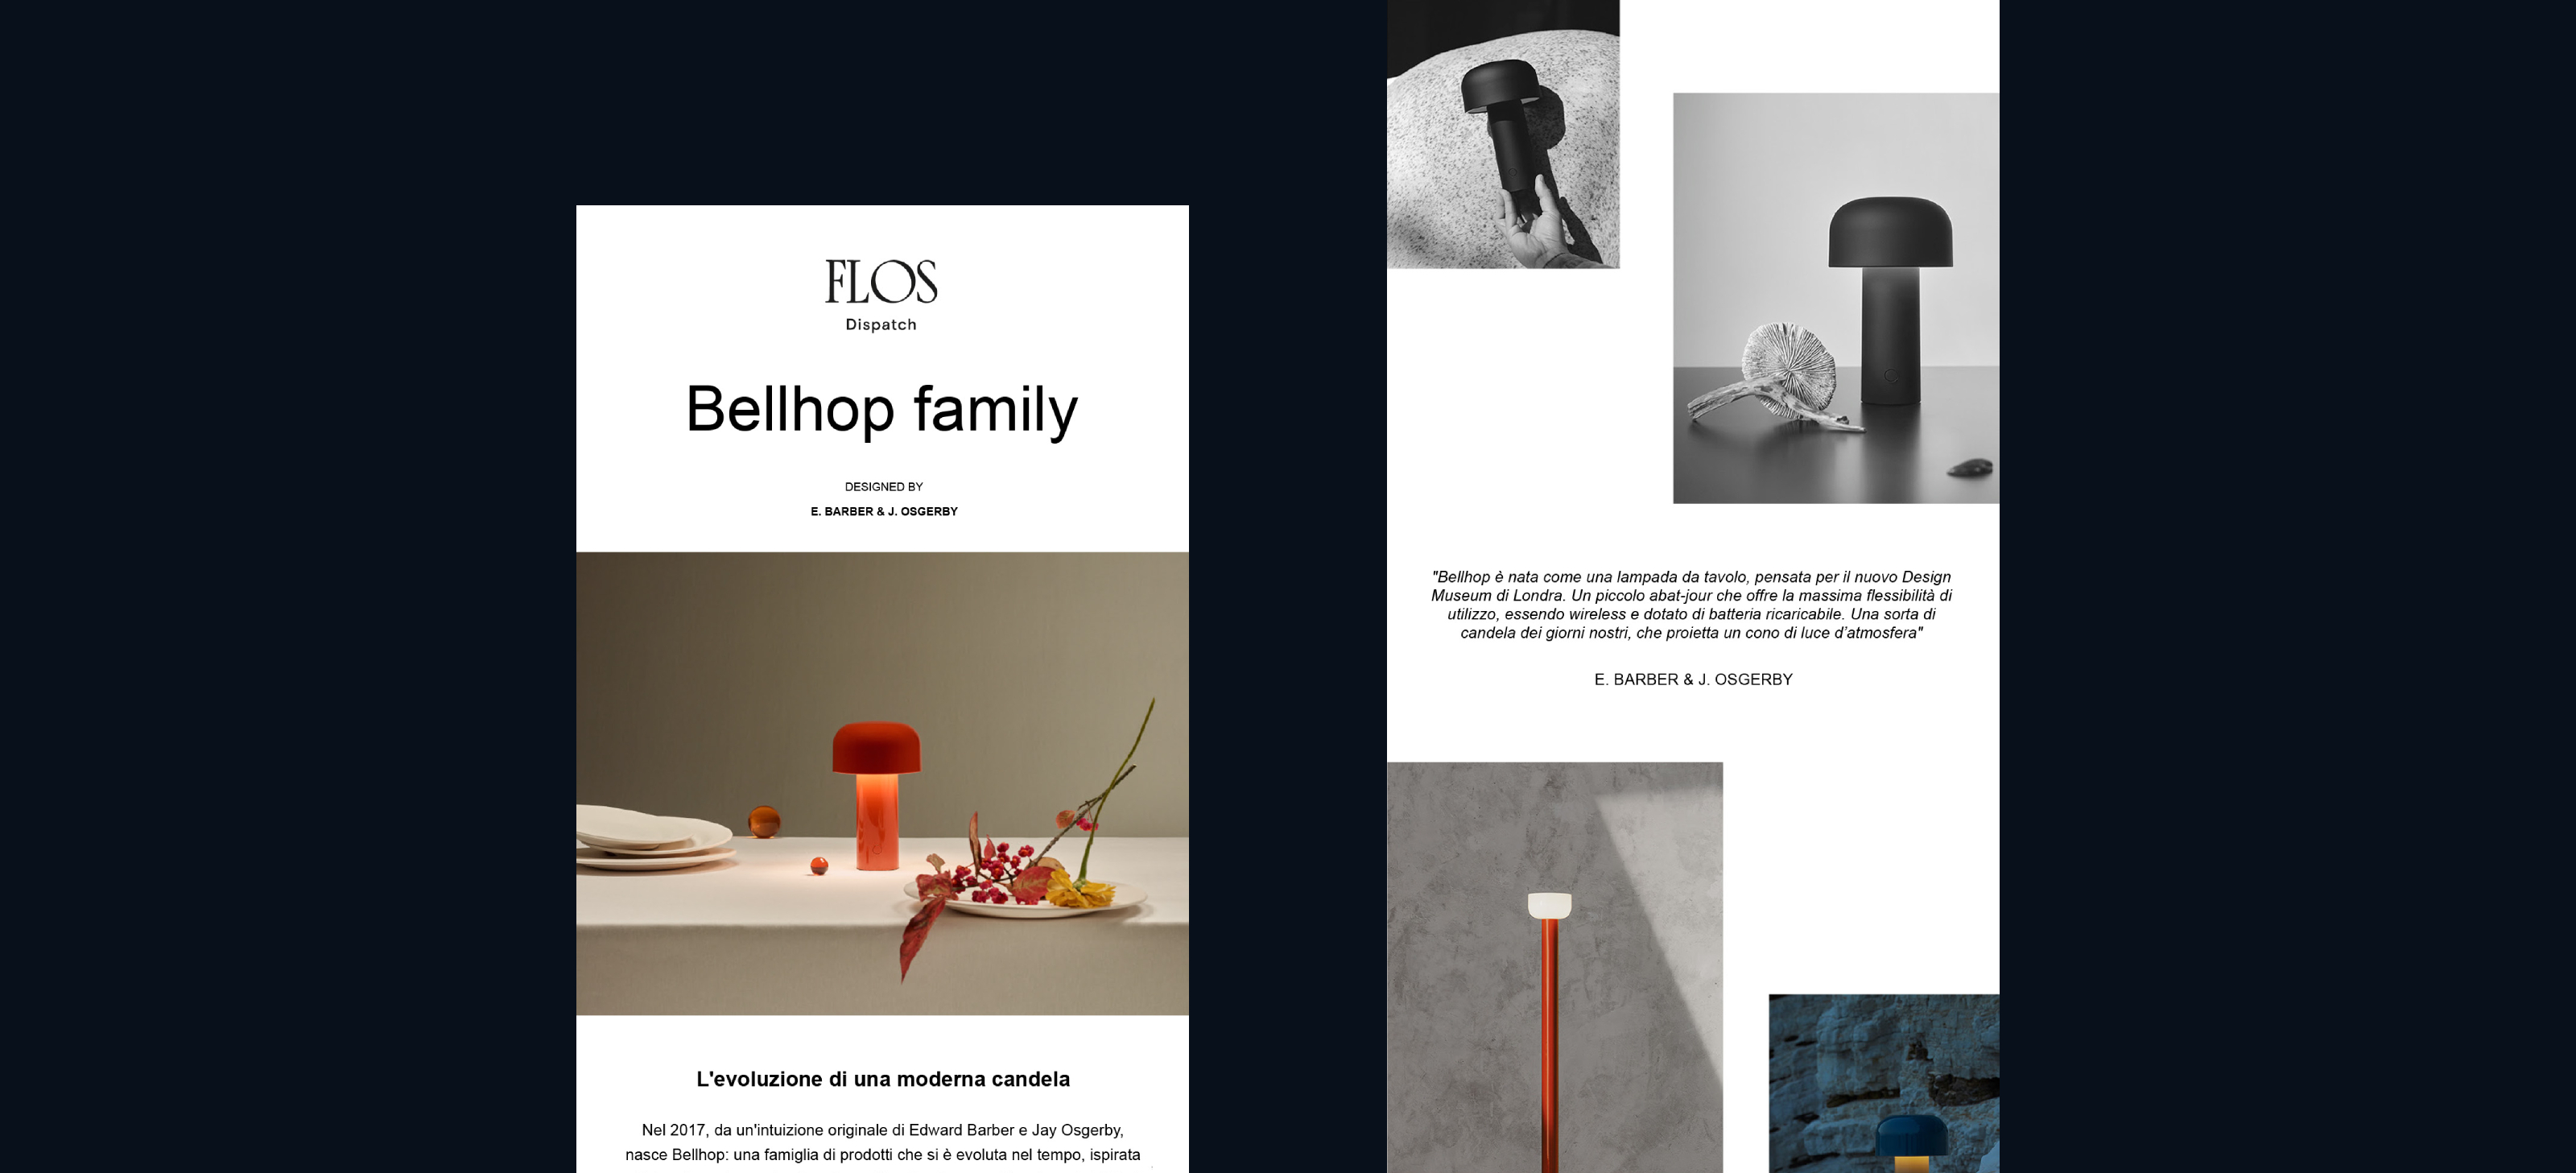 FLOS
Dispatch
Bellhop family
DESIGNED BY
E. BARBER & J. OSGERBY
L'evoluzione di una moderna candela
Nel 2017, da un'intuizione originale di Edward Barber e Jay Osgerby,
nasce Bellhop: una famiglia di prodotti che si è evoluta nel tempo, ispirata
"Bellhop è nata come una lampada da tavolo, pensata per il nuovo Design
Museum di Londra. Un piccolo abat-jour che offre la massima flessibilità di
utilizzo, essendo wireless e dotato di batteria ricaricabile. Una sorta di
candela dei giorni nostri, che proietta un cono di luce d’atmosfera"
E. BARBER & J. OSGERBY